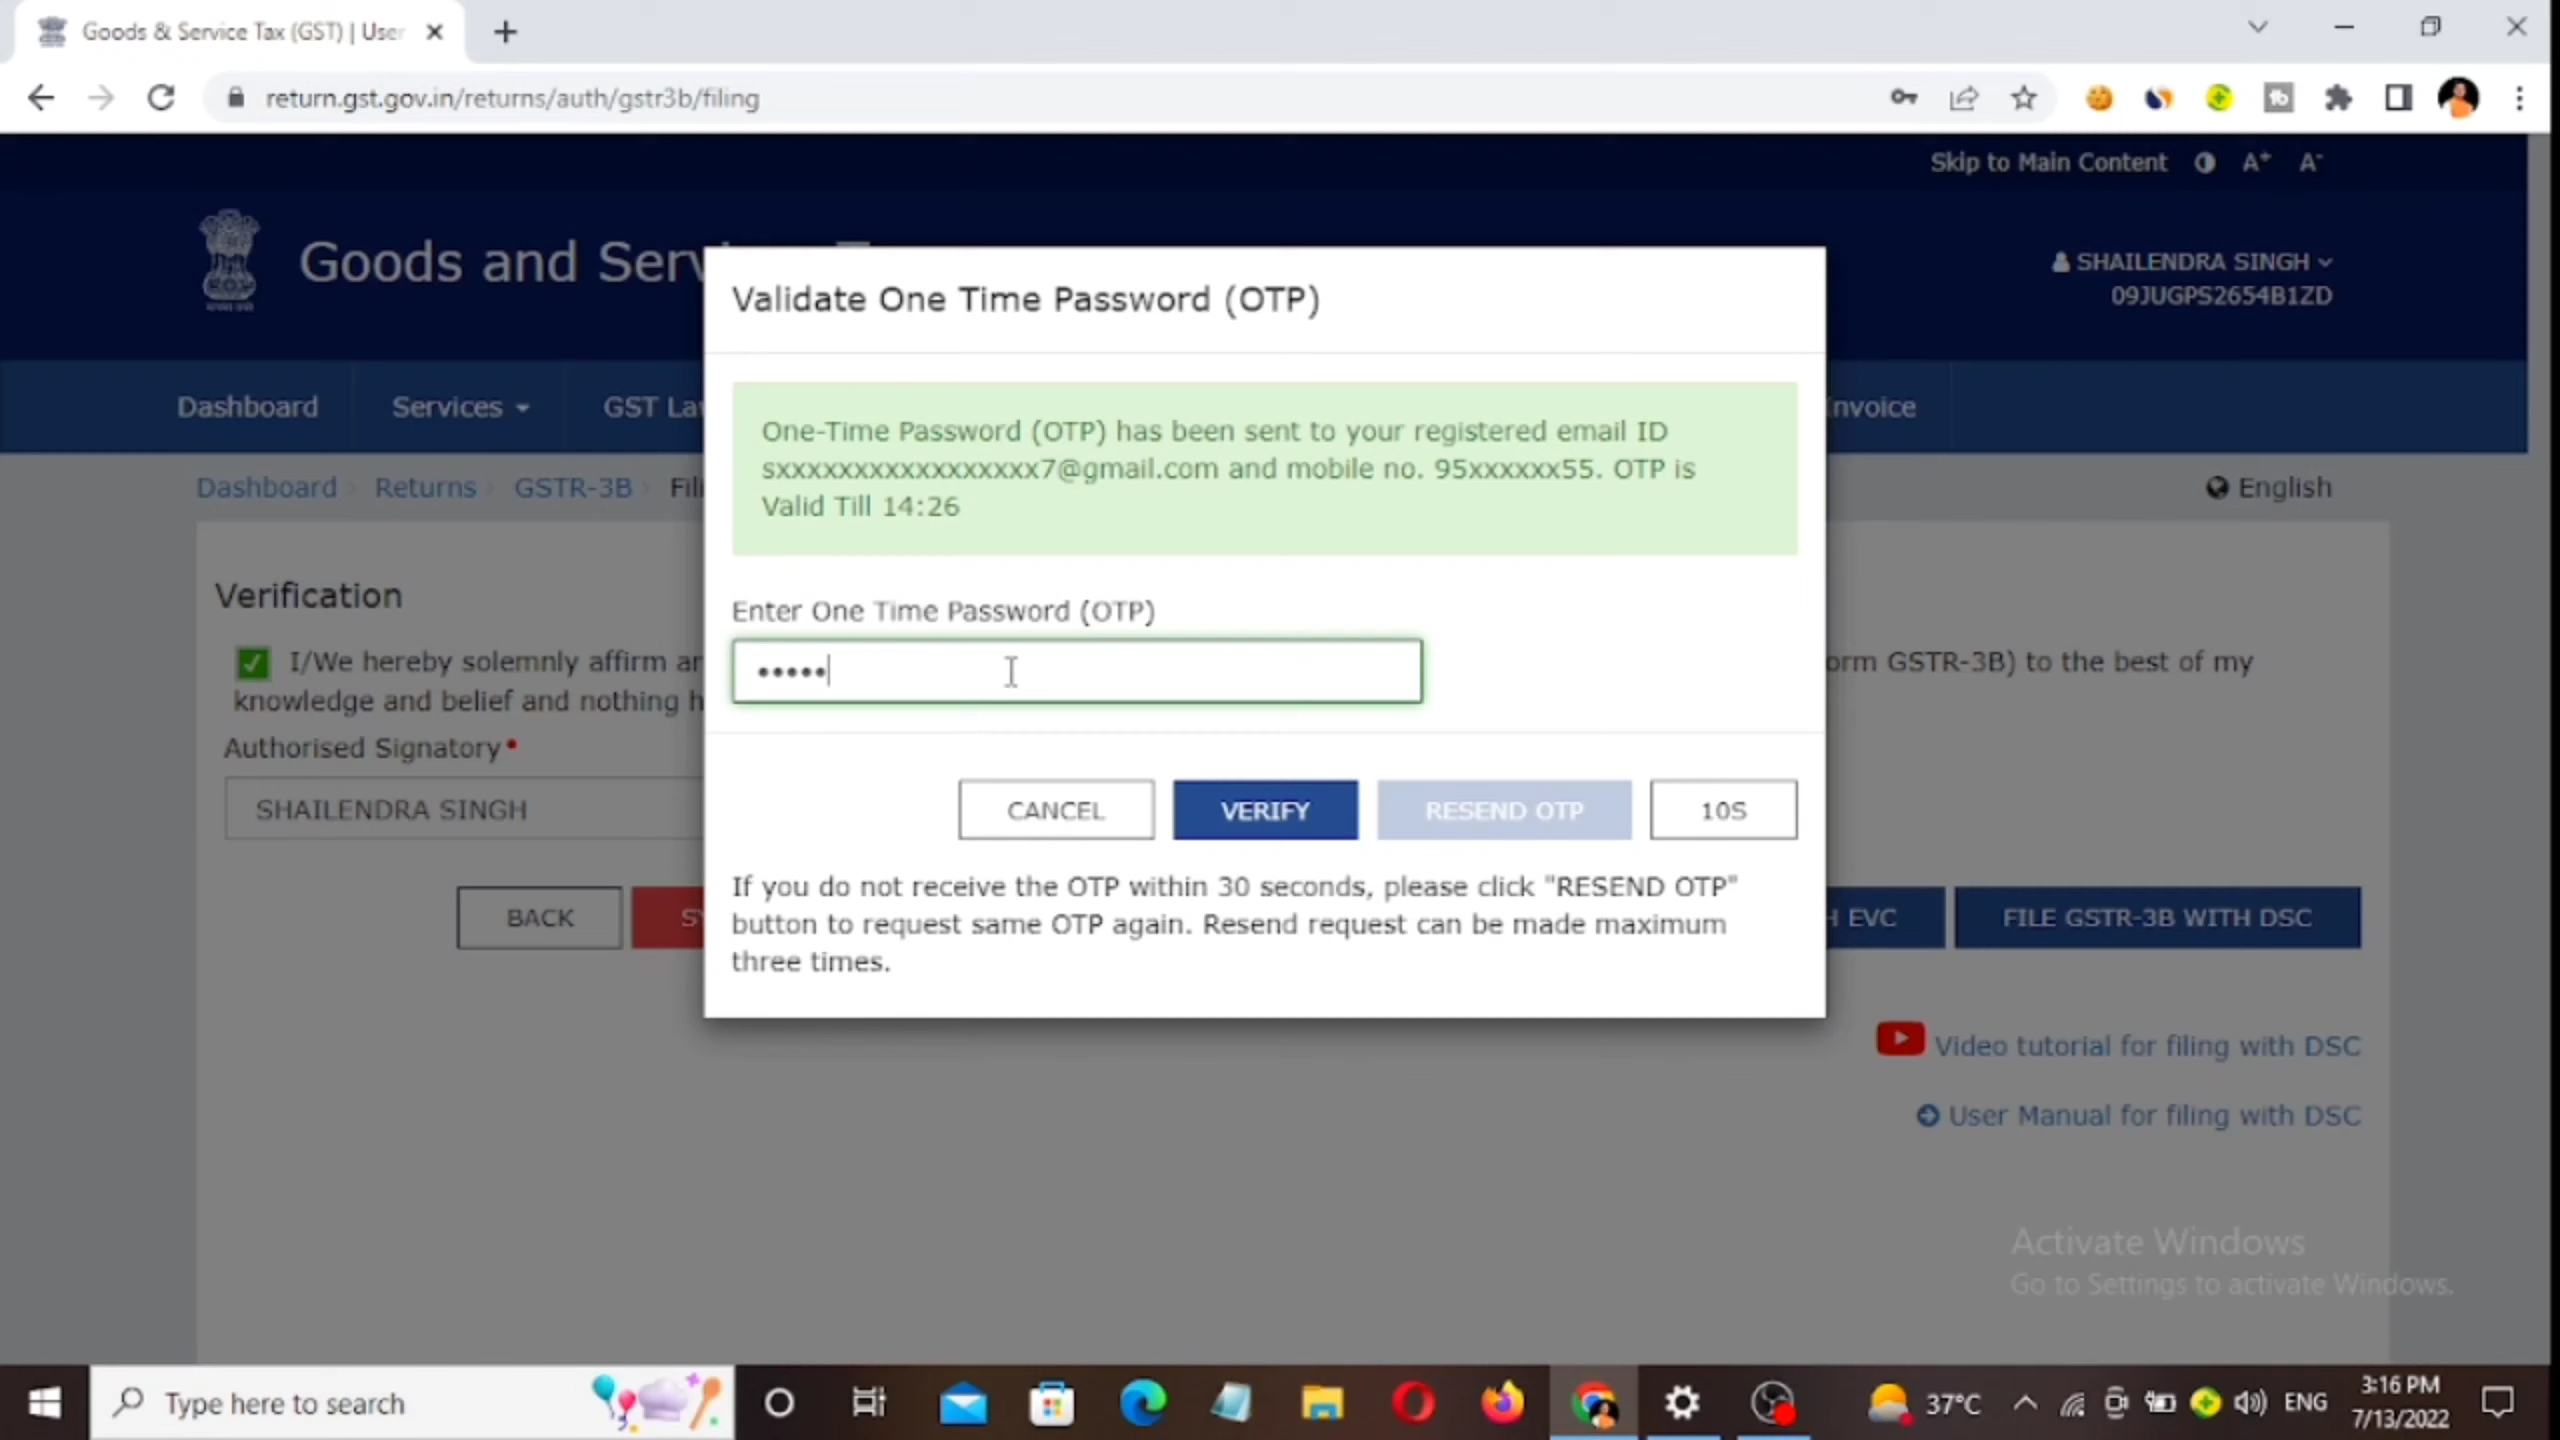 Goods & Service Tax (GST) | User
return.gst.gov.in/returns/auth/gstr3b/filing
Skip to Main Content A+ A-
Goods and Serv
SHAILENDRA SINGH
09JUGPS2654B1ZD
Dashboard Services GST La Invoice
Dashboard Returns GSTR-3B Fili English
Validate One Time Password (OTP)
One-Time Password (OTP) has been sent to your registered email ID
sxxxxxxxxxxxxxxxxx7@gmail.com and mobile no. 95xxxxxx55. OTP is
Valid Till 14:26
Enter One Time Password (OTP)
•••••
CANCEL VERIFY RESEND OTP 10S
If you do not receive the OTP within 30 seconds, please click "RESEND OTP"
button to request same OTP again. Resend request can be made maximum
three times.
Verification
I/We hereby solemnly affirm ar orm GSTR-3B) to the best of my
knowledge and belief and nothing h
Authorised Signatory•
SHAILENDRA SINGH
BACK SY H EVC FILE GSTR-3B WITH DSC
Video tutorial for filing with DSC
User Manual for filing with DSC
Activate Windows
Go to Settings to activate Windows.
Type here to search
37°C ENG 3:16 PM
7/13/2022